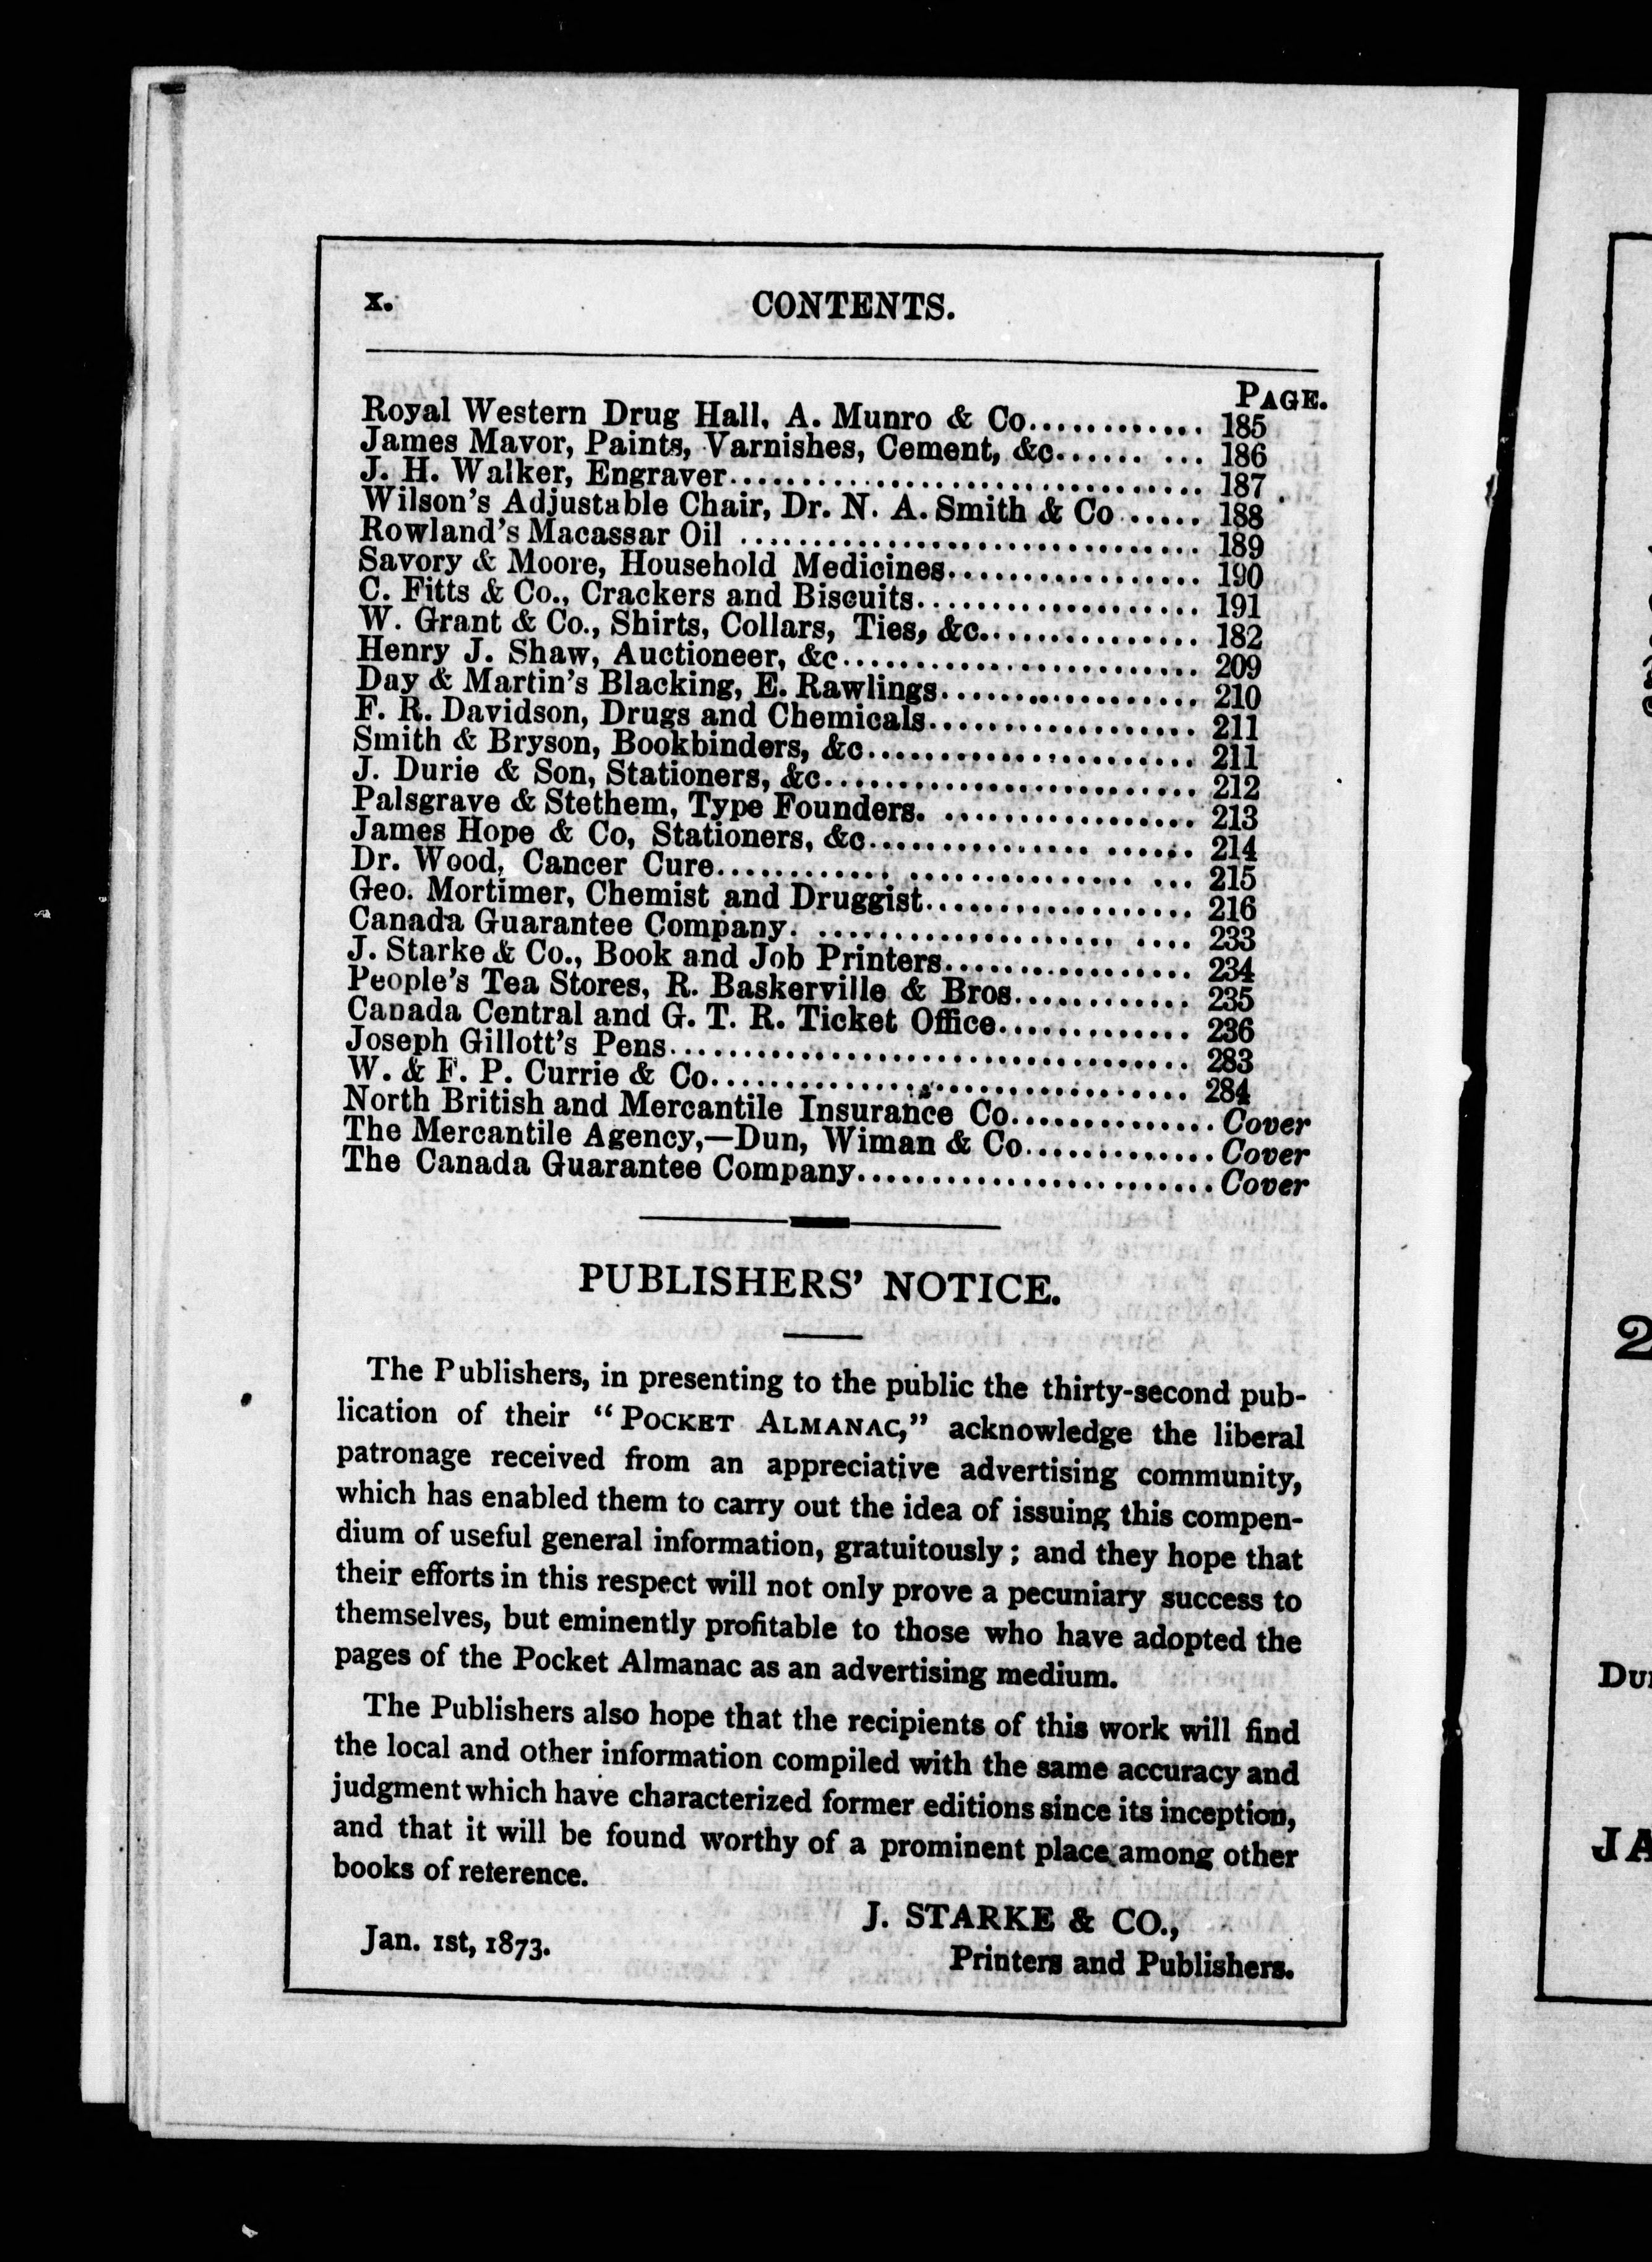 x.
CONTENTS.
PAGE.
Royal Western Drug Hall, A. Munro & Co............ 185
James Mavor, Paints, Varnishes, Cement, &c...... ... 186
J. H. Walker, Engraver................................. 187
Wilson's Adjustable Chair, Dr. N. A. Smith & Co ..... 188
Rowland's Macassar Oil ................................ 189
Savory & Moore, Household Medicines................. 190
C. Fitts & Co., Crackers and Biscuits................... 191
W. Grant & Co., Shirts, Collars, Ties, &c............... 182
Henry J. Shaw, Auctioneer, &c........................ 209
Day & Martin's Blacking, E. Rawlings.................. 210
F. R. Davidson, Drugs and Chemicals.................. 211
Smith & Bryson, Bookbinders, &c...................... 211
J. Durie & Son, Stationers, &c......................... 212
Palsgrave & Stethem, Type Founders. ................. 213
James Hope & Co, Stationers, &c............... ...... 214
Dr. Wood, Cancer Cure............ ............... ... 215
Geo. Mortimer, Chemist and Druggist.................. 216
Canada Guarantee Company. .................... .... 233
J. Starke & Co., Book and Job Printers................. 234
People's Tea Stores, R. Baskerville & Bros............ 235
Canada Central and G. T. R. Ticket Office............. 236
Joseph Gillott's Pens................................... 283
W. & F. P. Currie & Co................................ 284
North British and Mercantile Insurance Co.............. Cover
The Mercantile Agency,—Dun, Wiman & Co............. Cover
The Canada Guarantee Company........................ Cover
PUBLISHERS' NOTICE.
The Publishers, in presenting to the public the thirty-second pub-
lication of their "POCKET ALMANAC," acknowledge the liberal
patronage received from an appreciative advertising community,
which has enabled them to carry out the idea of issuing this compen-
dium of useful general information, gratuitously; and they hope that
their efforts in this respect will not only prove a pecuniary success to
themselves, but eminently profitable to those who have adopted the
pages of the Pocket Almanac as an advertising medium.
The Publishers also hope that the recipients of this work will find
the local and other information compiled with the same accuracy and
judgment which have characterized former editions since its inception,
and that it will be found worthy of a prominent place among other
books of reference.
J. STARKE & CO.,
Jan. 1st, 1873.
Printers and Publishers.
2
DU
JA